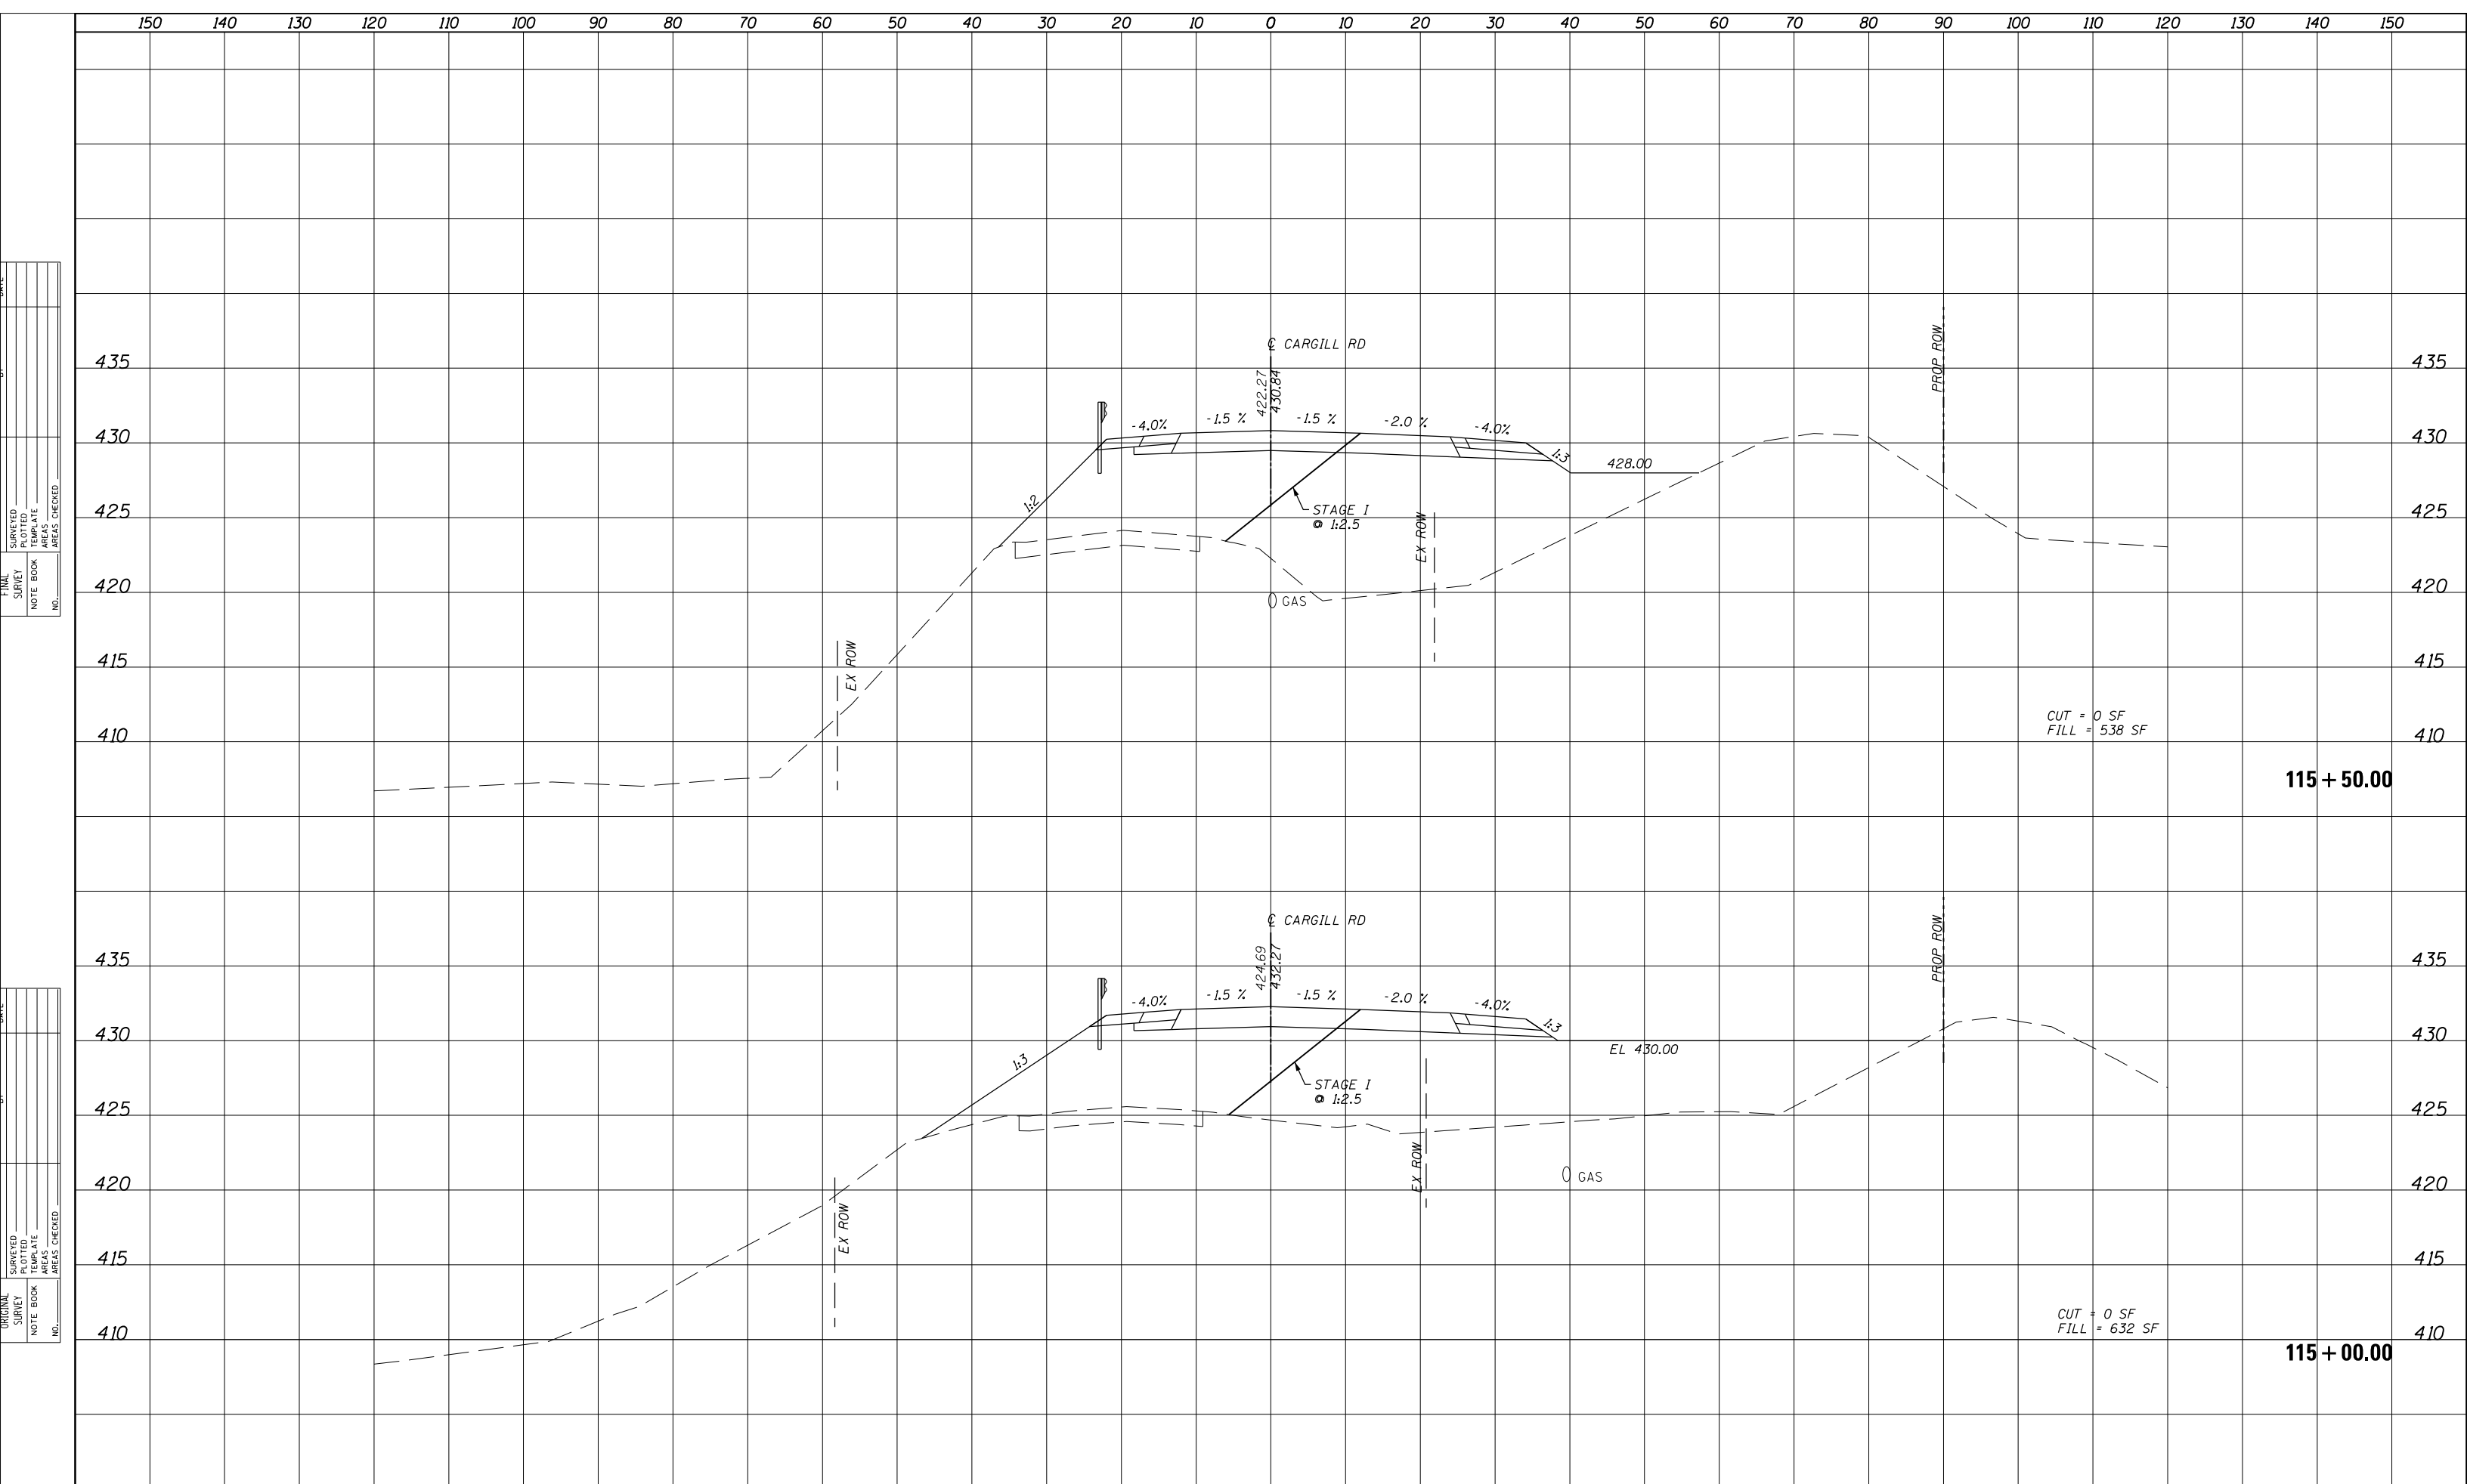 150 140 130 120 110 100 90 80 70 60 50 40 30 20 10 0 10 20 30 40 50 60 70 80 90 100 110 120 130 140 150
℄ CARGILL RD
422.27
430.84
PROP ROW
435 435
-4.0% -1.5 % -1.5 % -2.0 % -4.0%
430 430
1:3
428.00
1:2
STAGE I
@ 1:2.5
425 425
EX ROW
420 420
GAS
EX ROW
415 415
CUT = 0 SF
FILL = 538 SF
410 410
115+50.00
℄ CARGILL RD
424.69
432.27
PROP ROW
435 435
-4.0% -1.5 % -1.5 % -2.0 % -4.0%
430 430
1:3
EL 430.00
1:3
STAGE I
@ 1:2.5
425 425
EX ROW
420 420
GAS
EX ROW
415 415
CUT = 0 SF
FILL = 632 SF
410 410
115+00.00
FINAL
SURVEY
NOTE BOOK
NO.
SURVEYED
PLOTTED
TEMPLATE
AREAS
AREAS CHECKED
ORIGINAL
SURVEY
NOTE BOOK
NO.
SURVEYED
PLOTTED
TEMPLATE
AREAS
AREAS CHECKED